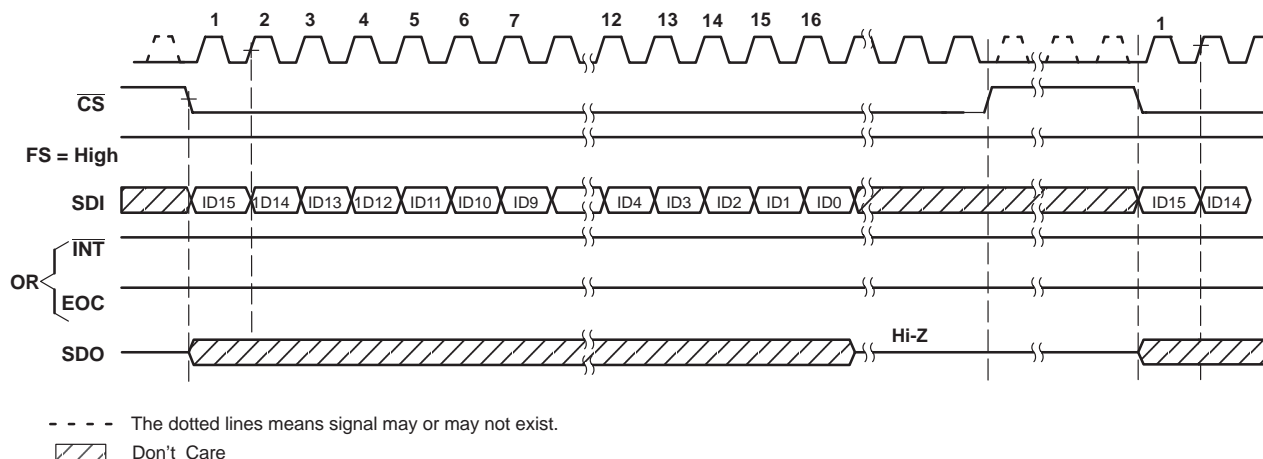 1 2 3 4 5 6 7 12 13 14 15 16 1
CS
FS = High
SDI ID15 1D14 ID13 1D12 ID11 ID10 ID9 ID4 ID3 ID2 ID1 ID0 ID15 ID14
INT
OR
EOC
SDO Hi-Z
The dotted lines means signal may or may not exist.
Don't Care